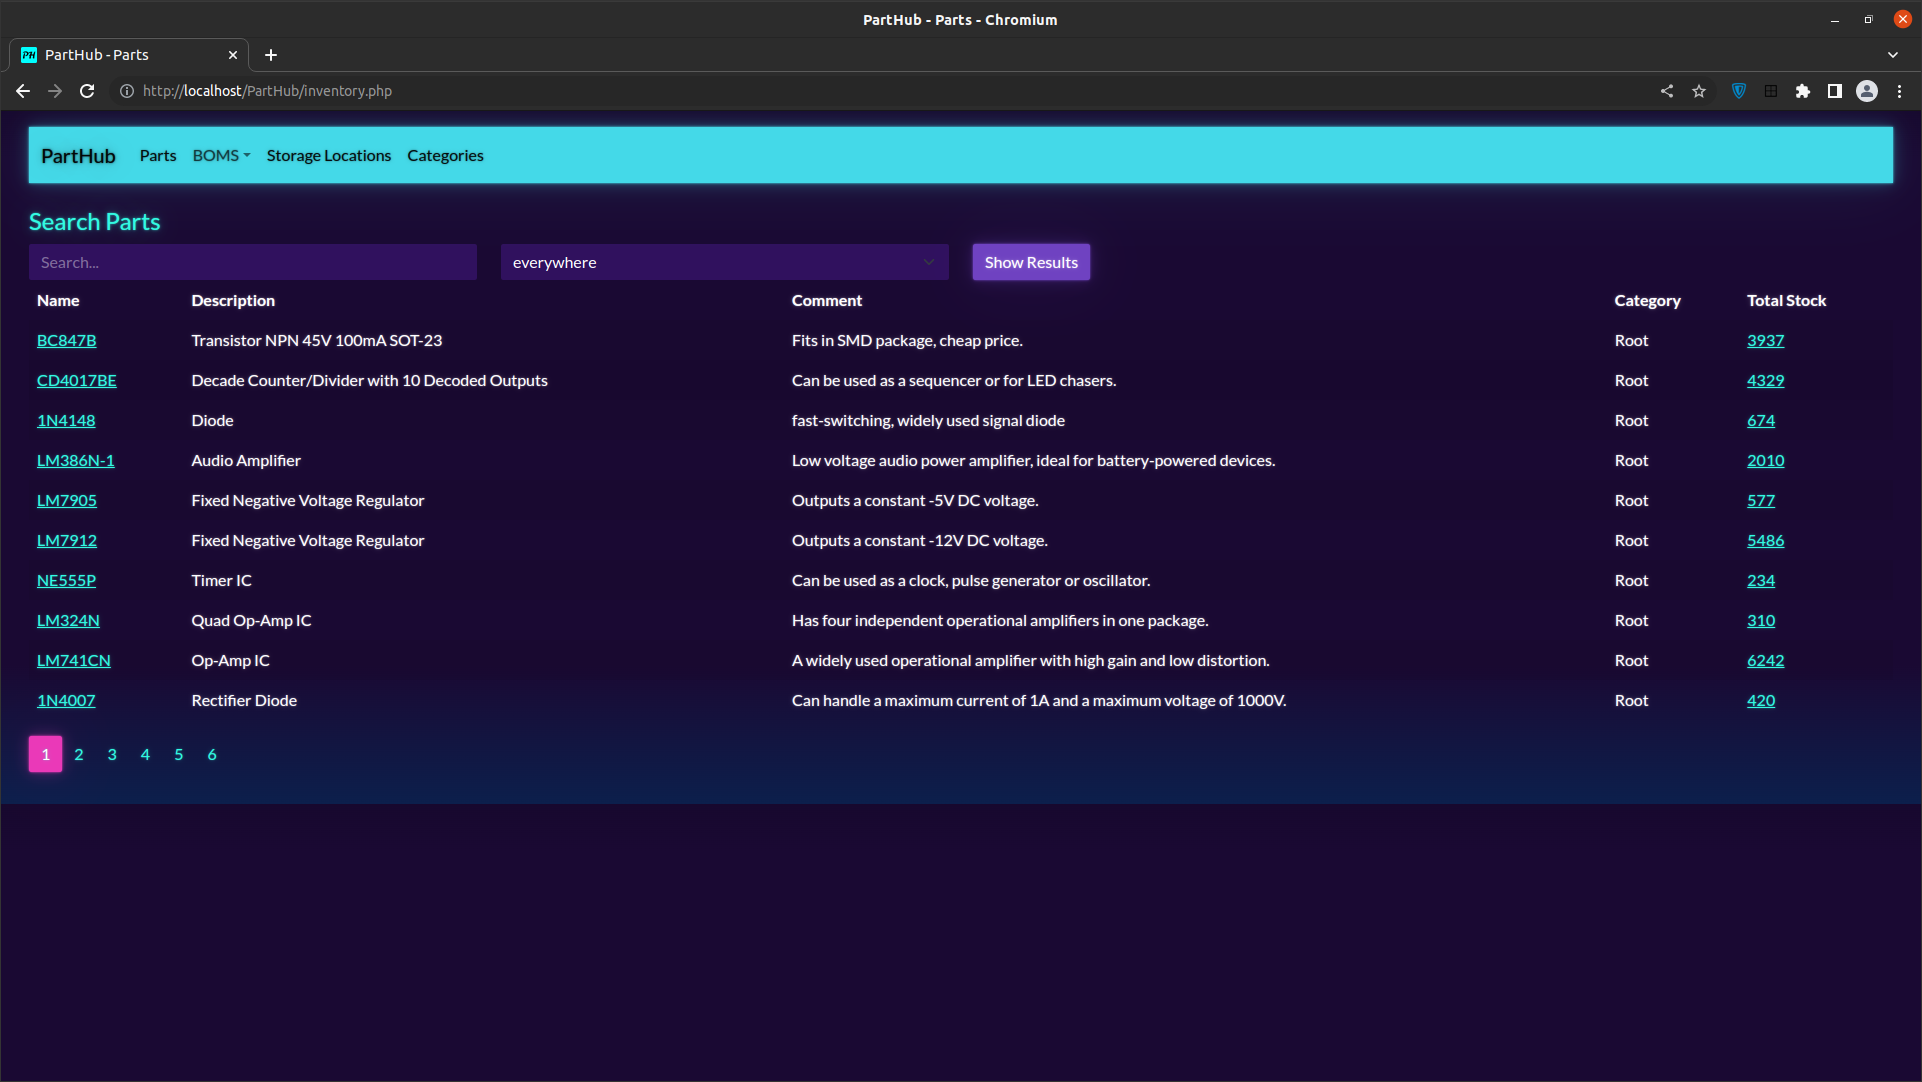 PartHub - Parts - Chromium
PH PartHub - Parts
http://localhost/PartHub/inventory.php
PartHub Parts BOMS Storage Locations Categories
Search Parts
Search... everywhere Show Results
Name Description Comment Category Total Stock
BC847B Transistor NPN 45V 100mA SOT-23 Fits in SMD package, cheap price. Root 3937
CD4017BE Decade Counter/Divider with 10 Decoded Outputs Can be used as a sequencer or for LED chasers. Root 4329
1N4148 Diode fast-switching, widely used signal diode Root 674
LM386N-1 Audio Amplifier Low voltage audio power amplifier, ideal for battery-powered devices. Root 2010
LM7905 Fixed Negative Voltage Regulator Outputs a constant -5V DC voltage. Root 577
LM7912 Fixed Negative Voltage Regulator Outputs a constant -12V DC voltage. Root 5486
NE555P Timer IC Can be used as a clock, pulse generator or oscillator. Root 234
LM324N Quad Op-Amp IC Has four independent operational amplifiers in one package. Root 310
LM741CN Op-Amp IC A widely used operational amplifier with high gain and low distortion. Root 6242
1N4007 Rectifier Diode Can handle a maximum current of 1A and a maximum voltage of 1000V. Root 420
1 2 3 4 5 6